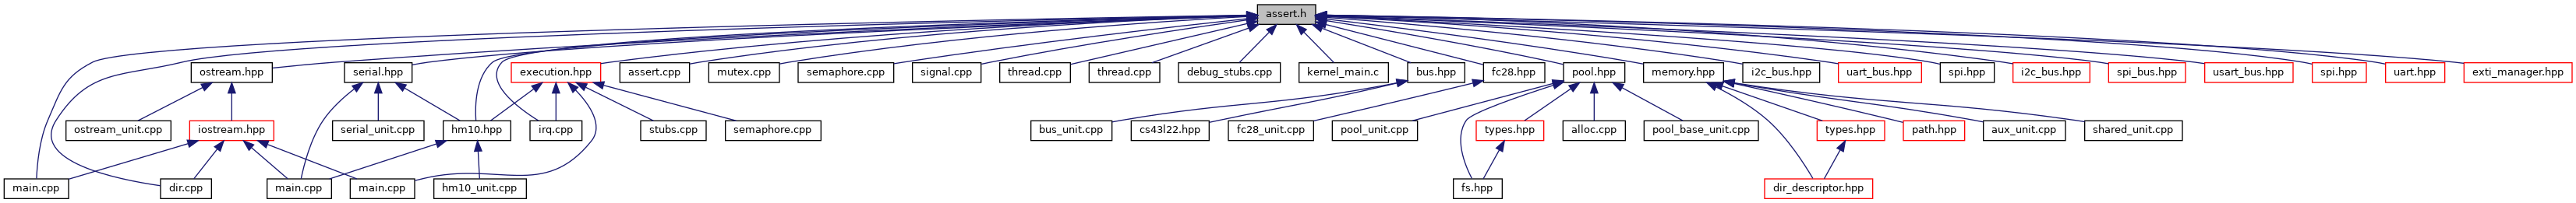 assert.h
ostream.hpp
serial.hpp
execution.hpp
assert.cpp
mutex.cpp
semaphore.cpp
signal.cpp
thread.cpp
thread.cpp
debug_stubs.cpp
kernel_main.c
bus.hpp
fc28.hpp
pool.hpp
memory.hpp
i2c_bus.hpp
uart_bus.hpp
spi.hpp
i2c_bus.hpp
spi_bus.hpp
usart_bus.hpp
spi.hpp
uart.hpp
exti_manager.hpp
ostream_unit.cpp
iostream.hpp
serial_unit.cpp
hm10.hpp
irq.cpp
stubs.cpp
semaphore.cpp
bus_unit.cpp
cs43l22.hpp
fc28_unit.cpp
pool_unit.cpp
types.hpp
alloc.cpp
pool_base_unit.cpp
types.hpp
path.hpp
aux_unit.cpp
shared_unit.cpp
main.cpp
dir.cpp
main.cpp
main.cpp
hm10_unit.cpp
fs.hpp
dir_descriptor.hpp